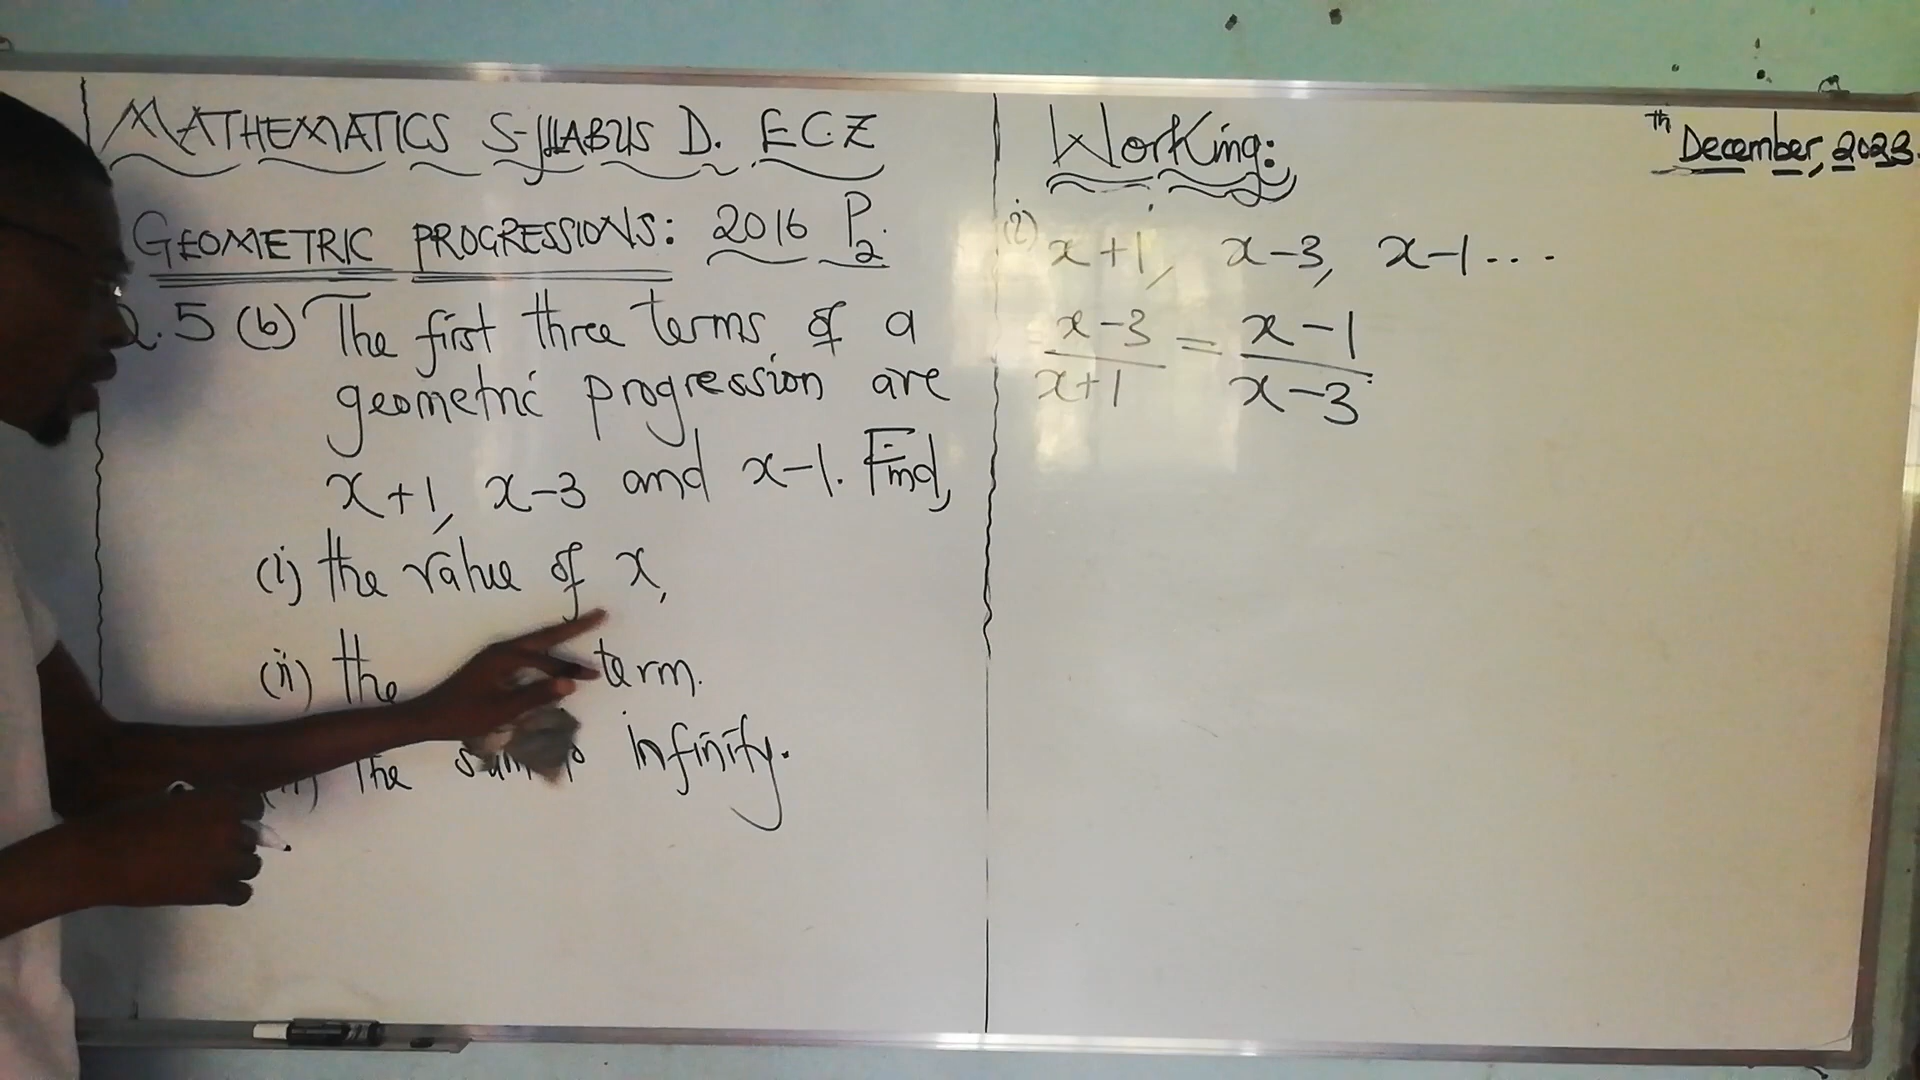 MATHEMATICS SYLLABUS D. ECZ
GEOMETRIC PROGRESSIONS: 2016 P2.
.5 (b) The first three terms of a
geometric progression are
x+1, x-3 and x-1. Find,
(i) the value of x,
(ii) the term.
the sum infinity.
Working:
th
December, 2023.
(i) x+1, x-3, x-1...
x-3 = x-1
x+1 x-3